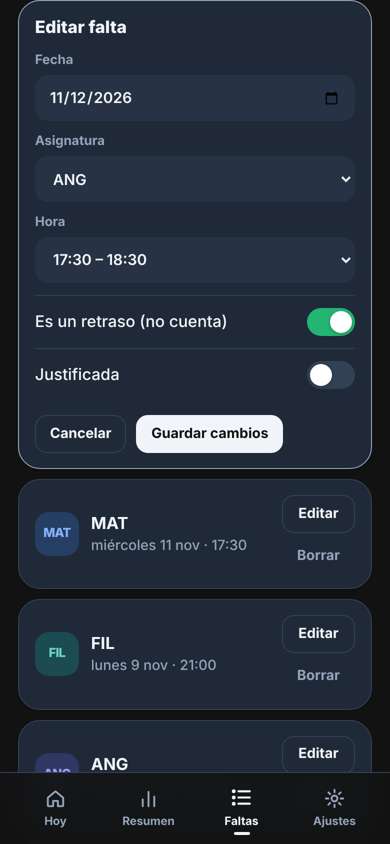 Editar falta
Fecha
11/12/2026
Asignatura
ANG
Hora
17:30 – 18:30
Es un retraso (no cuenta)
Justificada
Cancelar
Guardar cambios
MAT
MAT
miércoles 11 nov · 17:30
Editar
Borrar
FIL
FIL
lunes 9 nov · 21:00
Editar
Borrar
ANG
ANG
Editar
Hoy
Resumen
Faltas
Ajustes